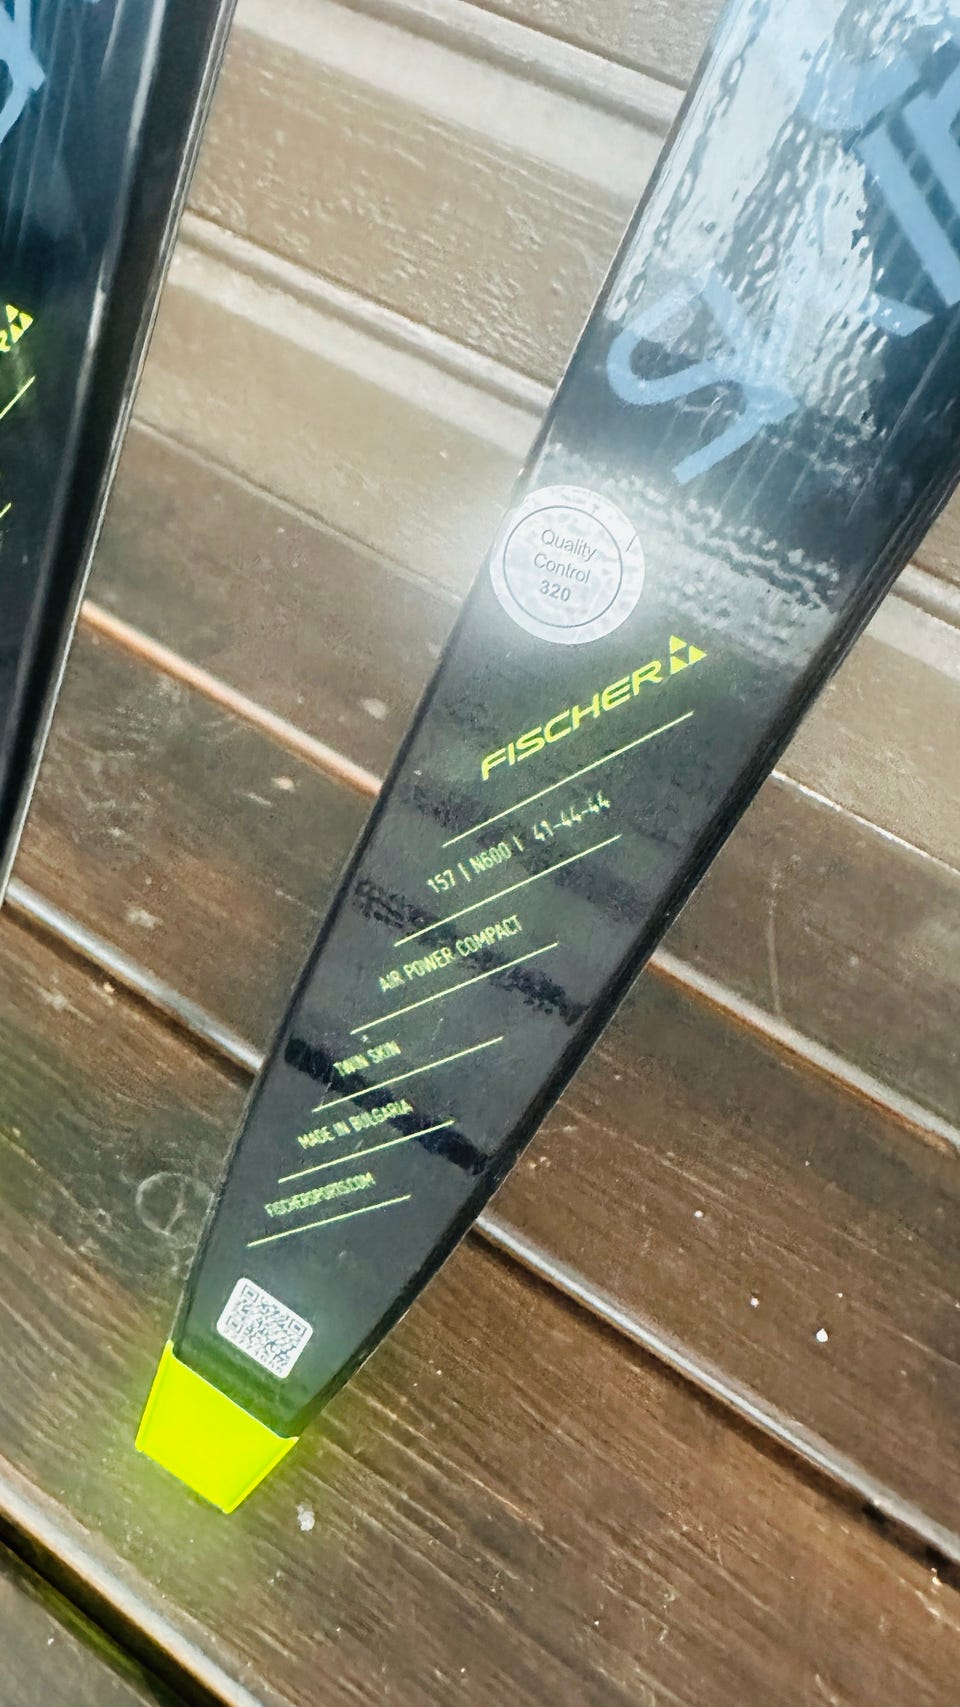 Quality
Control
320
FISCHER
157 | N600 | 41-44-44
AIR POWER COMPACT
TWIN SKIN
MADE IN BULGARIA
FISCHERSPORTS.COM